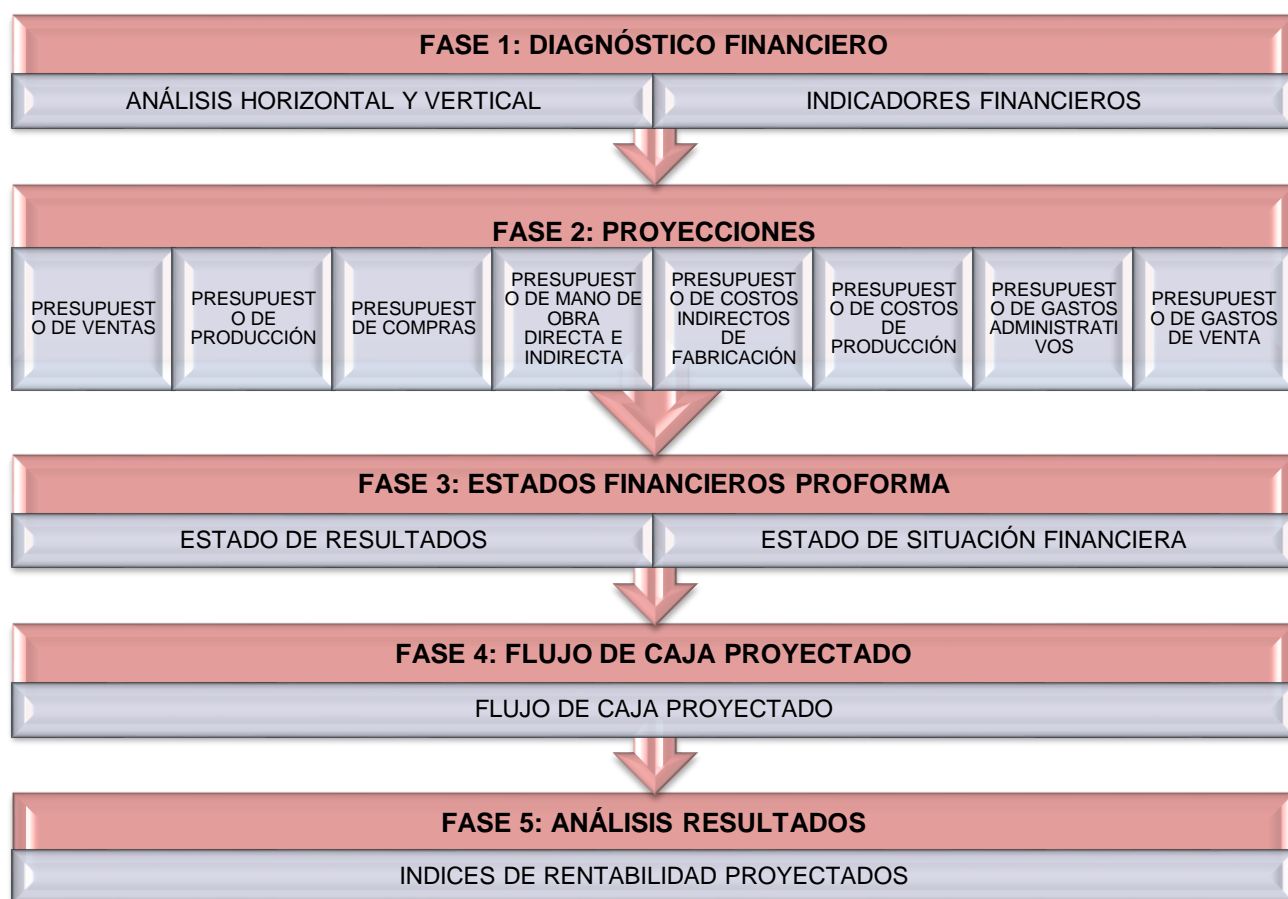 FASE 1: DIAGNÓSTICO FINANCIERO
ANÁLISIS HORIZONTAL Y VERTICAL
INDICADORES FINANCIEROS
FASE 2: PROYECCIONES
PRESUPUEST
O DE VENTAS
PRESUPUEST
O DE
PRODUCCIÓN
PRESUPUEST
DE COMPRAS
PRESUPUEST
O DE MANO DE
OBRA
DIRECTA E
INDIRECTA
PRESUPUEST
O DE COSTOS
INDIRECTOS
DE
FABRICACIÓN
PRESUPUEST
O DE COSTOS
DE
PRODUCCIÓN
PRESUPUEST
O DE GASTOS
ADMINISTRATI
VOS
PRESUPUEST
O DE GASTOS
DE VENTA
FASE 3: ESTADOS FINANCIEROS PROFORMA
ESTADO DE RESULTADOS
ESTADO DE SITUACIÓN FINANCIERA
FASE 4: FLUJO DE CAJA PROYECTADO
FLUJO DE CAJA PROYECTADO
FASE 5: ANÁLISIS RESULTADOS
INDICES DE RENTABILIDAD PROYECTADOS